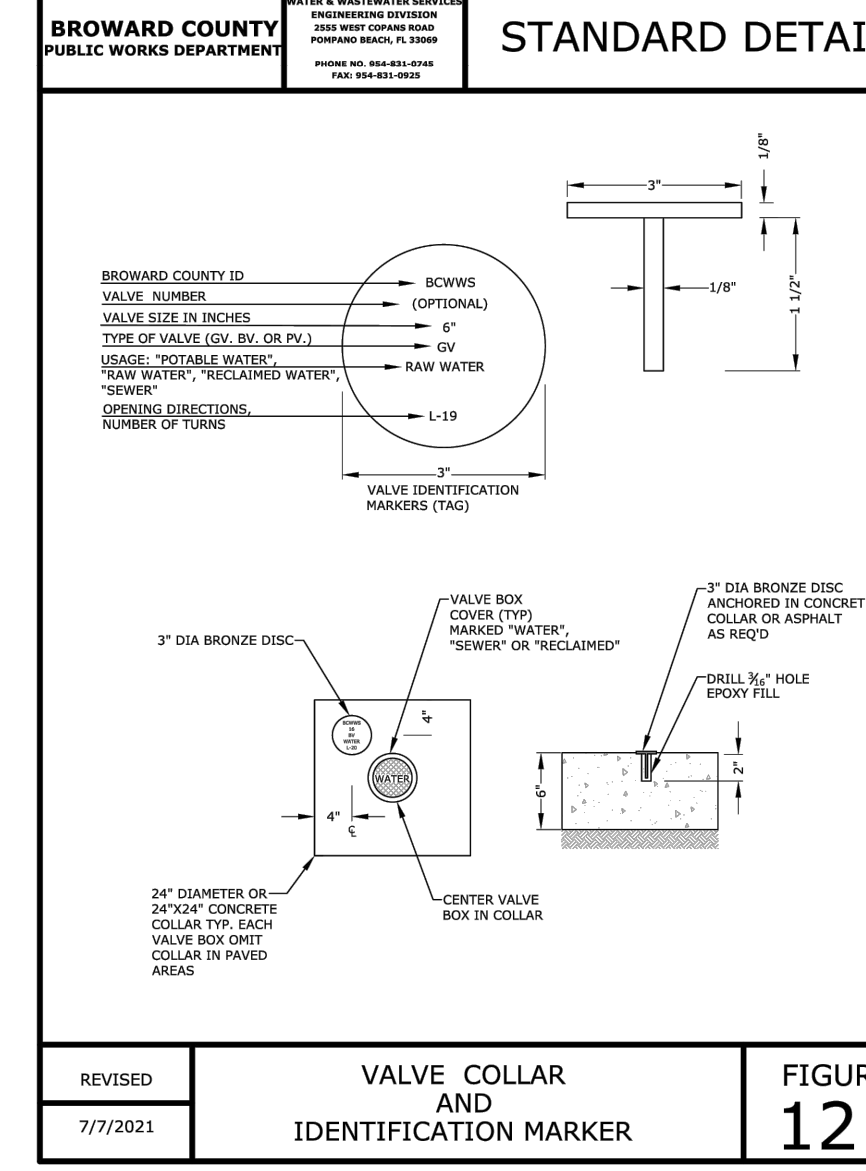 BROWARD COUNTY
PUBLIC WORKS DEPARTMENT
WATER & WASTEWATER SERVICES
ENGINEERING DIVISION
2555 WEST COPANS ROAD
POMPANO BEACH, FL 33069
PHONE NO. 954-831-0745
FAX: 954-831-0925
STANDARD DETAI
BROWARD COUNTY ID
VALVE NUMBER
VALVE SIZE IN INCHES
TYPE OF VALVE (GV. BV. OR PV.)
USAGE: "POTABLE WATER",
"RAW WATER", "RECLAIMED WATER",
"SEWER"
OPENING DIRECTIONS,
NUMBER OF TURNS
BCWWS
(OPTIONAL)
6"
GV
RAW WATER
L-19
3"
VALVE IDENTIFICATION
MARKERS (TAG)
3"
1/8"
1/8"
1 1/2"
3" DIA BRONZE DISC
VALVE BOX
COVER (TYP)
MARKED "WATER",
"SEWER" OR "RECLAIMED"
BCWWS
16
BV
WATER
L-20
4"
WATER
4"
℄
24" DIAMETER OR
24"X24" CONCRETE
COLLAR TYP. EACH
VALVE BOX OMIT
COLLAR IN PAVED
AREAS
CENTER VALVE
BOX IN COLLAR
3" DIA BRONZE DISC
ANCHORED IN CONCRET
COLLAR OR ASPHALT
AS REQ'D
DRILL 3/16" HOLE
EPOXY FILL
6"
2"
REVISED
7/7/2021
VALVE COLLAR
AND
IDENTIFICATION MARKER
FIGUR
12